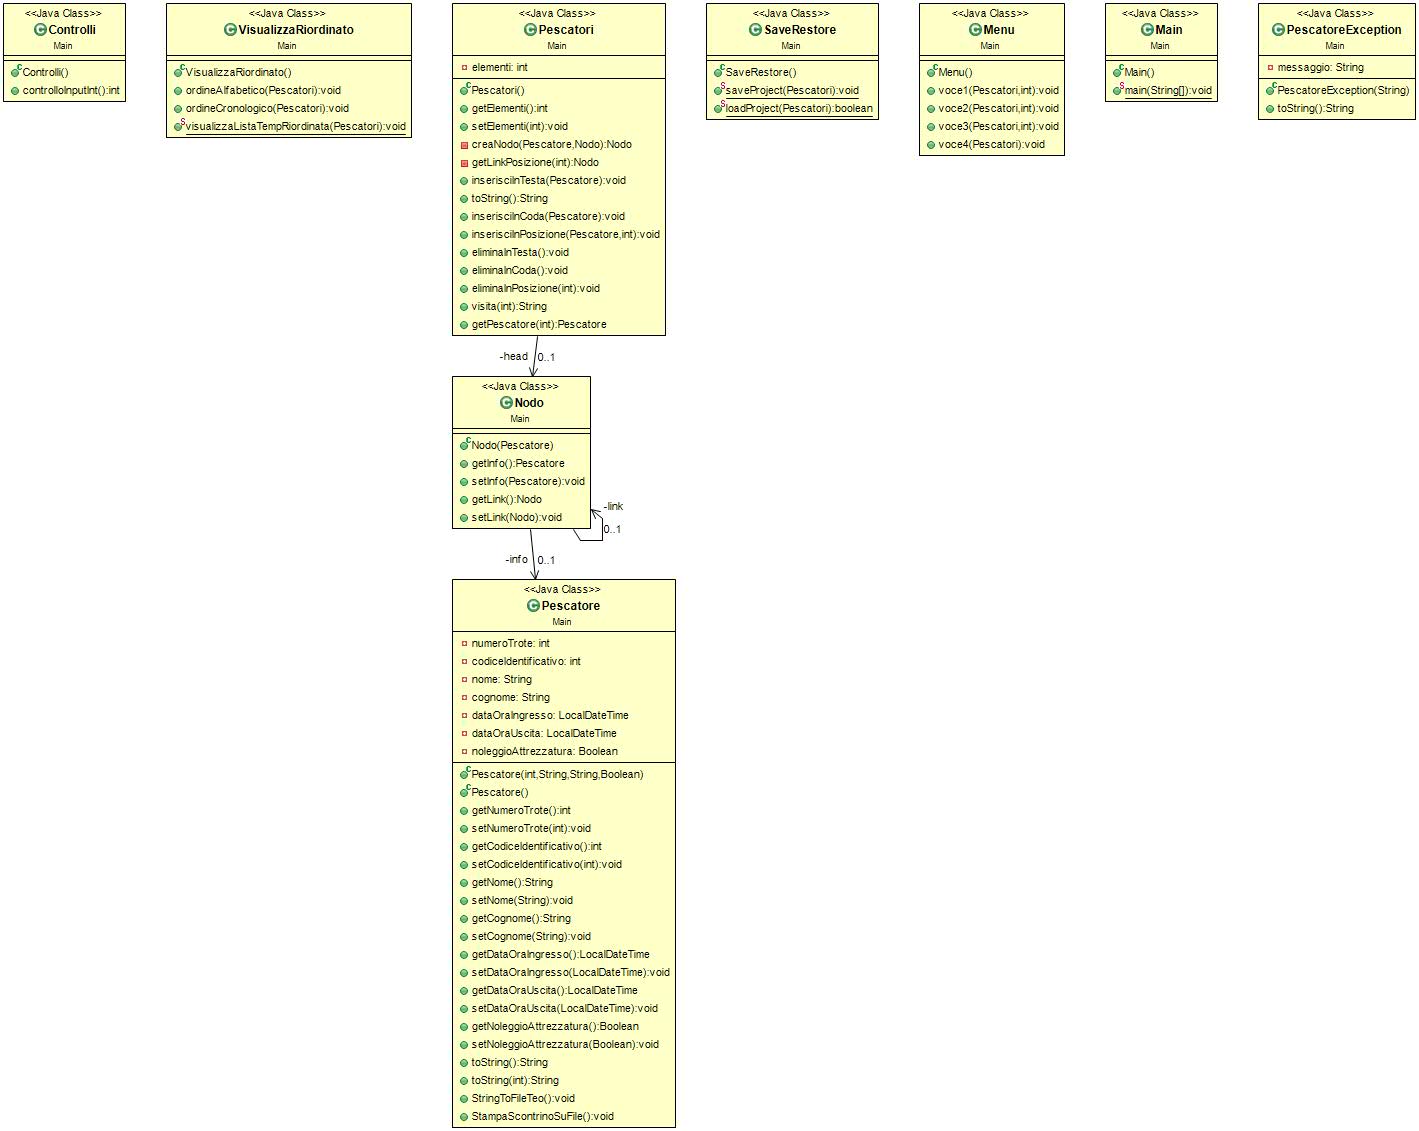 <<Java Class>>
Controlli
Main
Controlli()
controlloInputInt():int
<<Java Class>>
VisualizzaRiordinato
Main
VisualizzaRiordinato()
ordineAlfabetico(Pescatori):void
ordineCronologico(Pescatori):void
visualizzaListaTempRiordinata(Pescatori):void
<<Java Class>>
Pescatori
Main
elementi: int
Pescatori()
getElementi():int
setElementi(int):void
creaNodo(Pescatore,Nodo):Nodo
getLinkPosizione(int):Nodo
inserisciInTesta(Pescatore):void
toString():String
inserisciInCoda(Pescatore):void
inserisciInPosizione(Pescatore,int):void
eliminaInTesta():void
eliminaInCoda():void
eliminaInPosizione(int):void
visita(int):String
getPescatore(int):Pescatore
<<Java Class>>
SaveRestore
Main
SaveRestore()
saveProject(Pescatori):void
loadProject(Pescatori):boolean
<<Java Class>>
Menu
Main
Menu()
voce1(Pescatori,int):void
voce2(Pescatori,int):void
voce3(Pescatori,int):void
voce4(Pescatori):void
<<Java Class>>
Main
Main
Main()
main(String[]):void
<<Java Class>>
PescatoreException
Main
messaggio: String
PescatoreException(String)
toString():String
-head 0..1
<<Java Class>>
Nodo
Main
Nodo(Pescatore)
getInfo():Pescatore
setInfo(Pescatore):void
getLink():Nodo
setLink(Nodo):void
-link
0..1
-info 0..1
<<Java Class>>
Pescatore
Main
numeroTrote: int
codiceIdentificativo: int
nome: String
cognome: String
dataOraIngresso: LocalDateTime
dataOraUscita: LocalDateTime
noleggioAttrezzatura: Boolean
Pescatore(int,String,String,Boolean)
Pescatore()
getNumeroTrote():int
setNumeroTrote(int):void
getCodiceIdentificativo():int
setCodiceIdentificativo(int):void
getNome():String
setNome(String):void
getCognome():String
setCognome(String):void
getDataOraIngresso():LocalDateTime
setDataOraIngresso(LocalDateTime):void
getDataOraUscita():LocalDateTime
setDataOraUscita(LocalDateTime):void
getNoleggioAttrezzatura():Boolean
setNoleggioAttrezzatura(Boolean):void
toString():String
toString(int):String
StringToFileTeo():void
StampaScontrinoSuFile():void